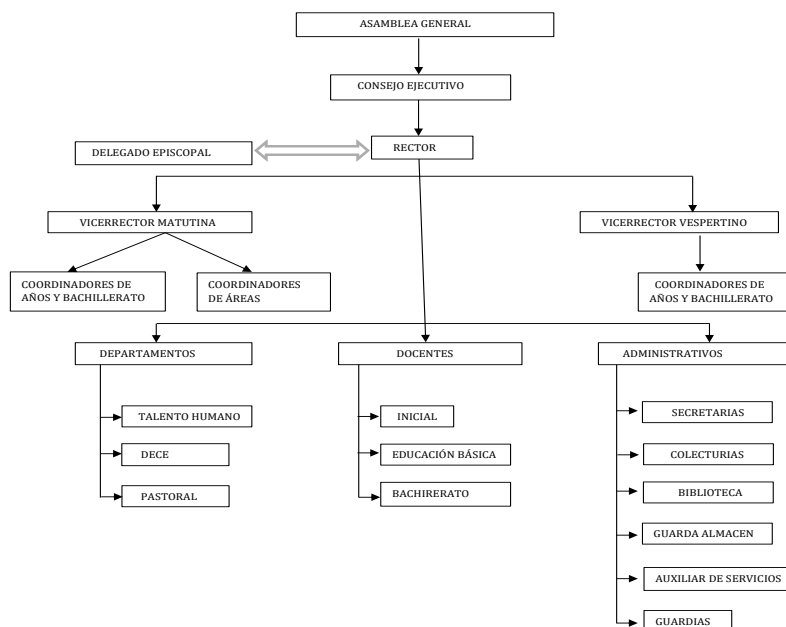 ASAMBLEA GENERAL
CONSEJO EJECUTIVO
RECTOR
DELEGADO EPISCOPAL
VICERRECTOR MATUTINA
VICERRECTOR VESPERTINO
COORDINADORES DE
AÑOS Y BACHILLERATO
COORDINADORES
DE ÁREAS
COORDINADORES DE
AÑOS Y BACHILLERATO
DEPARTAMENTOS
DOCENTES
ADMINISTRATIVOS
TALENTO HUMANO
DECE
PASTORAL
INICIAL
EDUCACIÓN BÁSICA
BACHIRERATO
SECRETARIAS
COLECTURIAS
BIBLIOTECA
GUARDA ALMACEN
AUXILIAR DE SERVICIOS
GUARDIAS